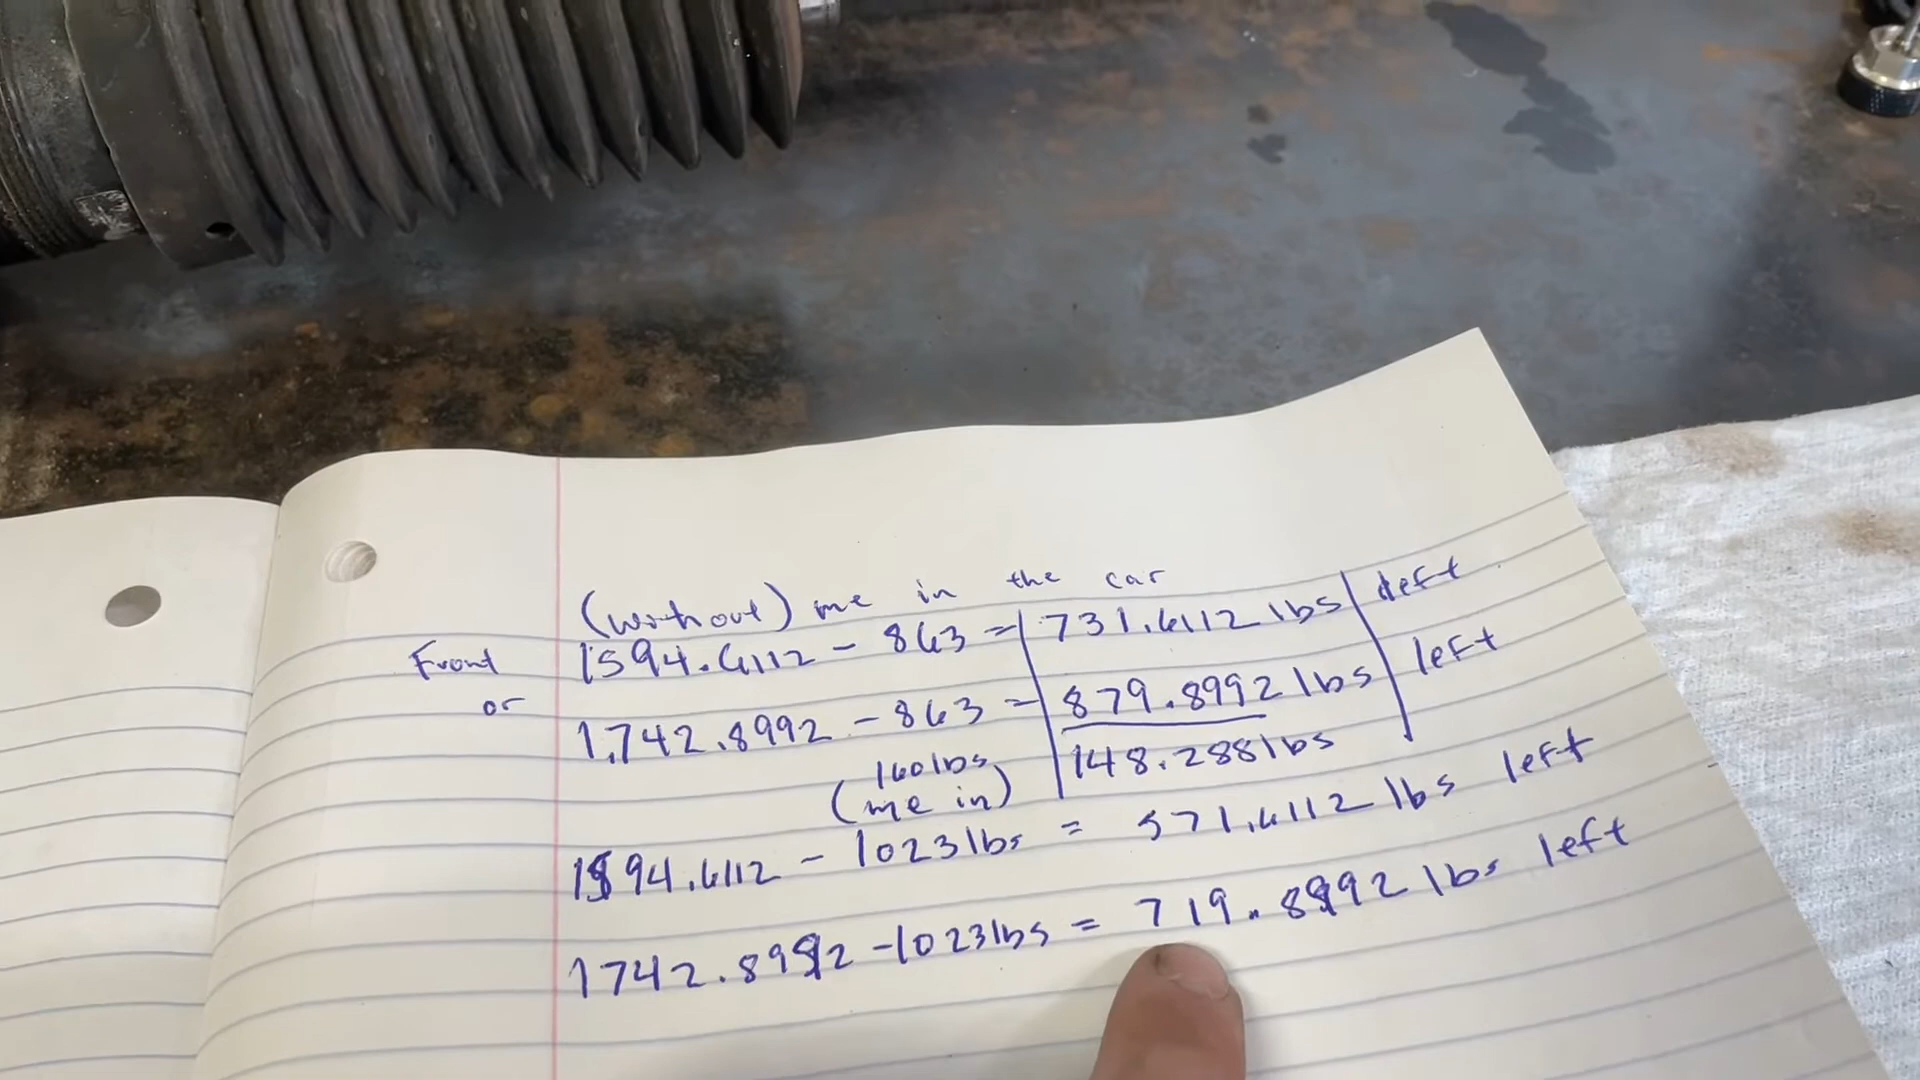 (without) me in the car
Front 1594.6112 - 863 = 731.6112 lbs left
or
1,742.8992 - 863 = 879.8992 lbs left
148.288 lbs
160 lbs
(me in)
1594.6112 - 1023 lbs = 571.6112 lbs left
1742.8992 - 1023 lbs = 719.8992 lbs left